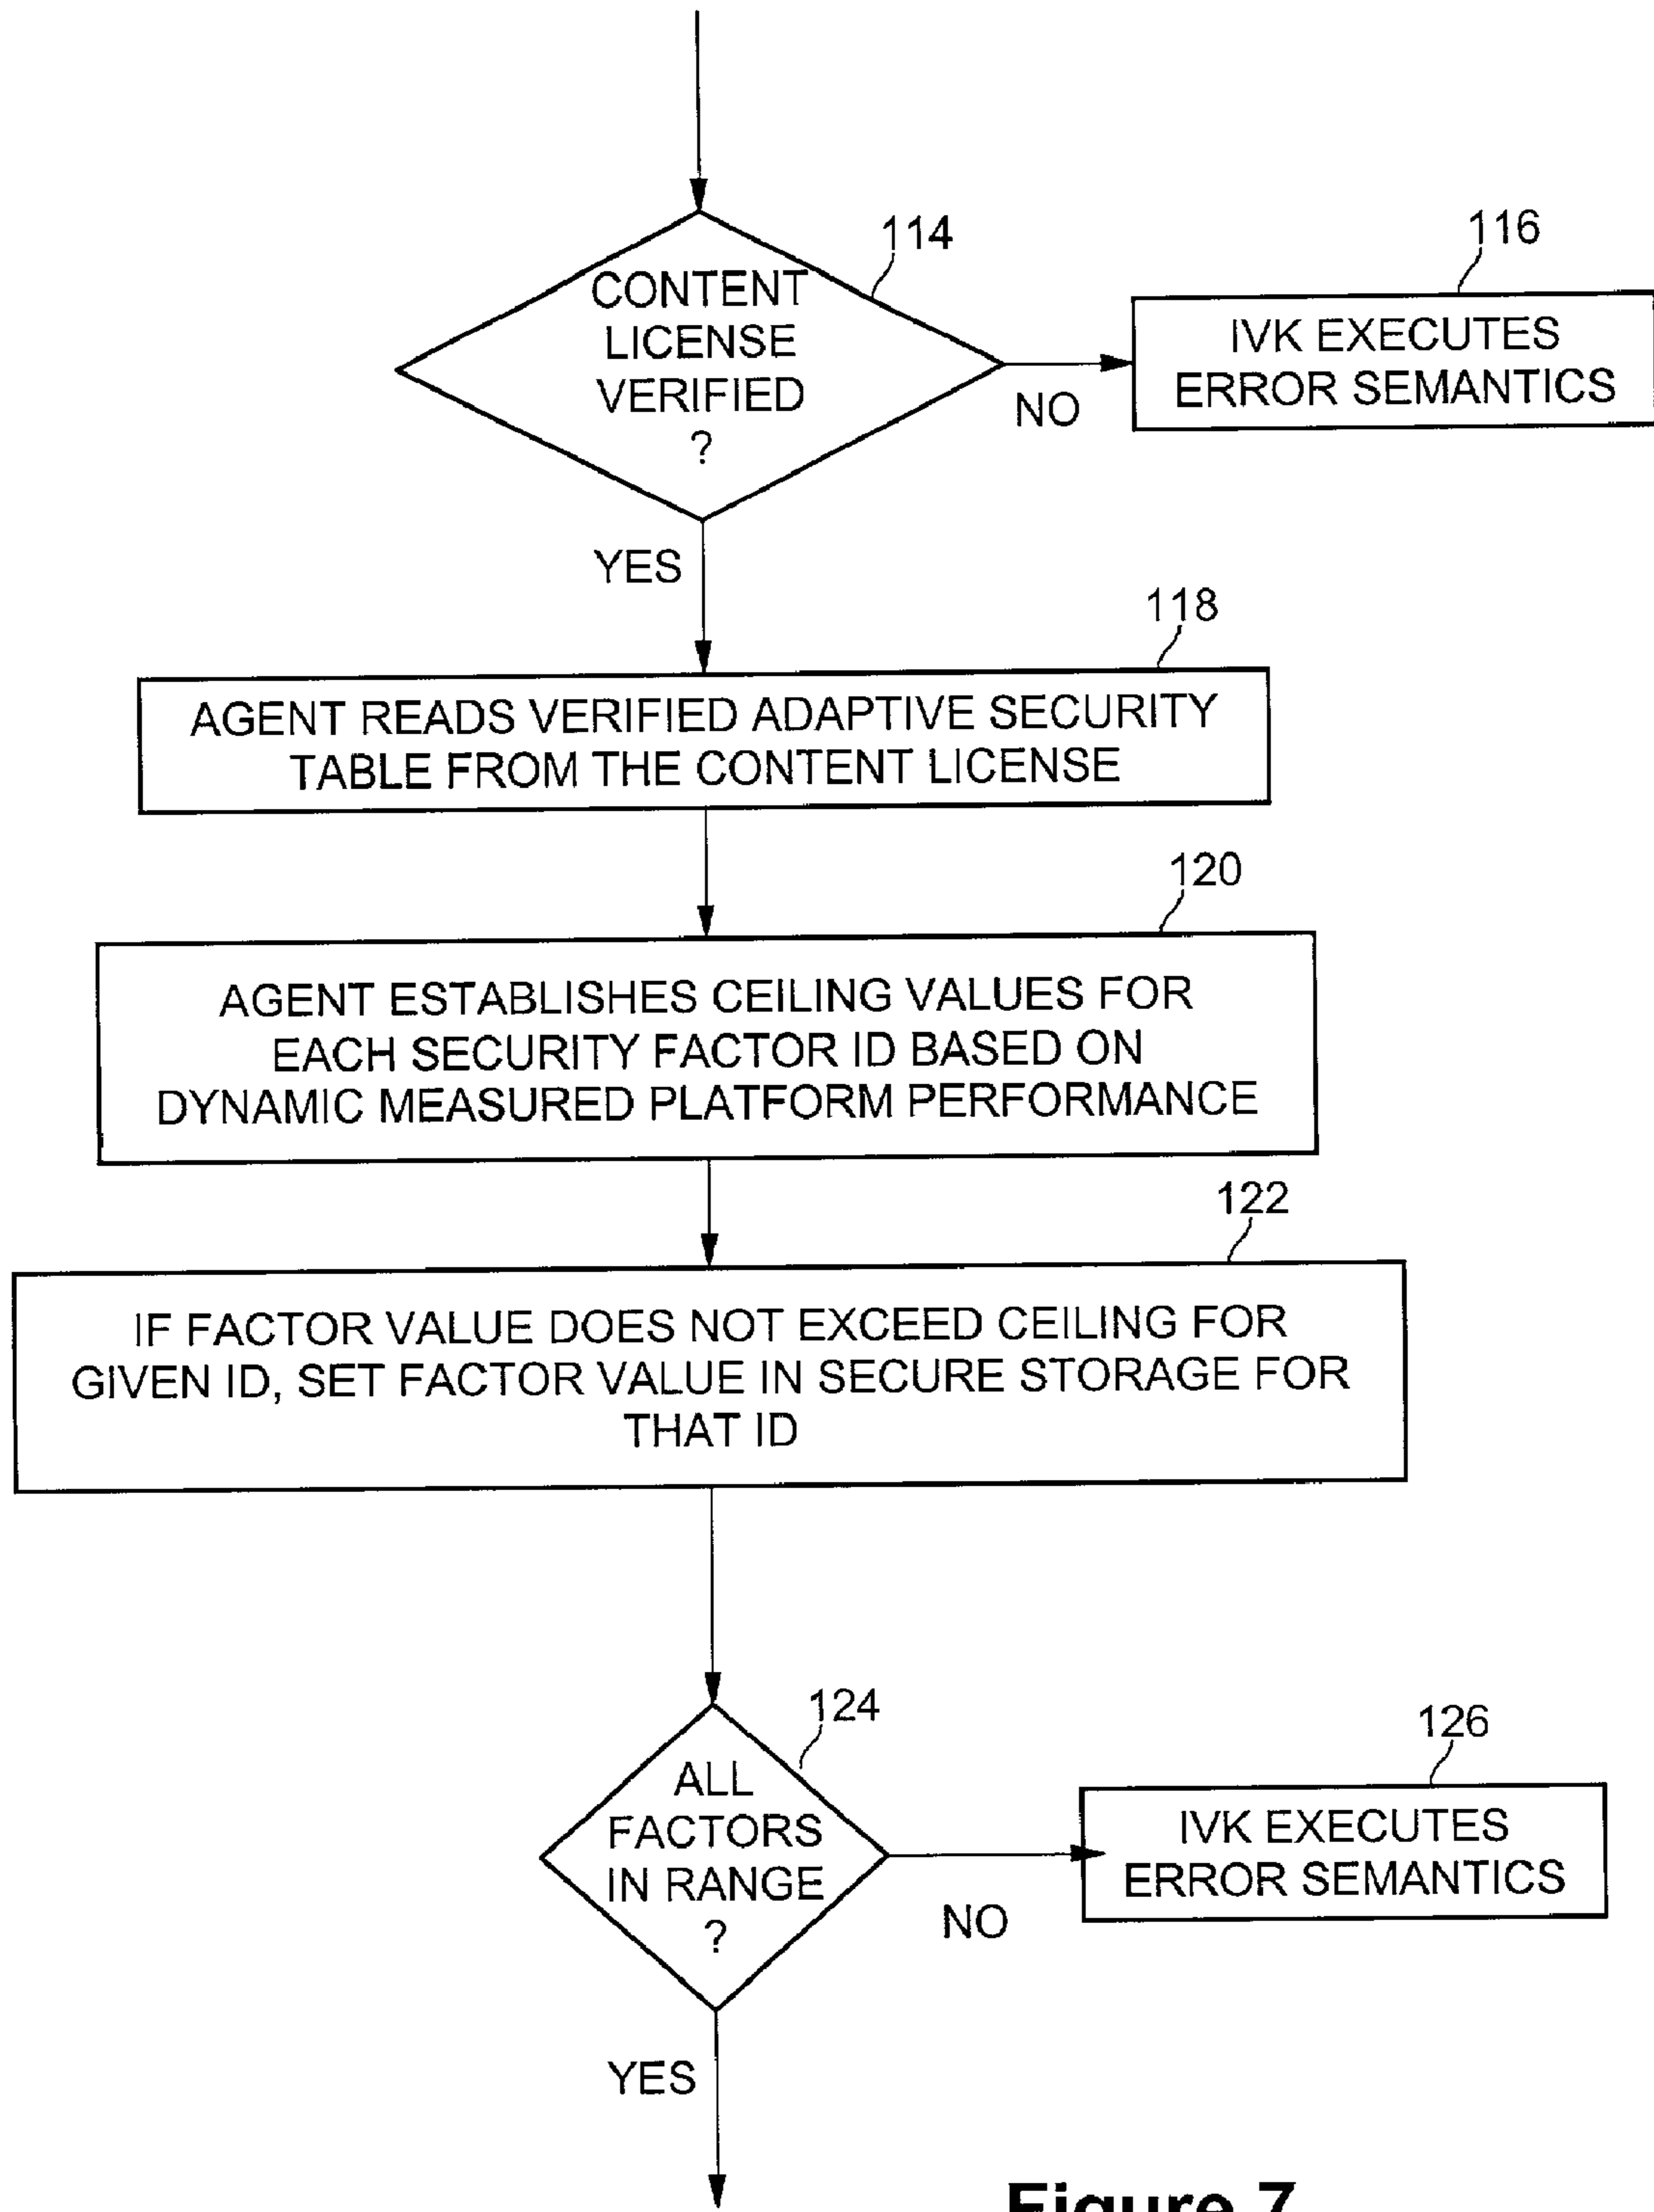 114
CONTENT
LICENSE
VERIFIED
?
NO
116
IVK EXECUTES
ERROR SEMANTICS
YES
118
AGENT READS VERIFIED ADAPTIVE SECURITY
TABLE FROM THE CONTENT LICENSE
120
AGENT ESTABLISHES CEILING VALUES FOR
EACH SECURITY FACTOR ID BASED ON
DYNAMIC MEASURED PLATFORM PERFORMANCE
122
IF FACTOR VALUE DOES NOT EXCEED CEILING FOR
GIVEN ID, SET FACTOR VALUE IN SECURE STORAGE FOR
THAT ID
124
ALL
FACTORS
IN RANGE
?
NO
126
IVK EXECUTES
ERROR SEMANTICS
YES
Figure 7